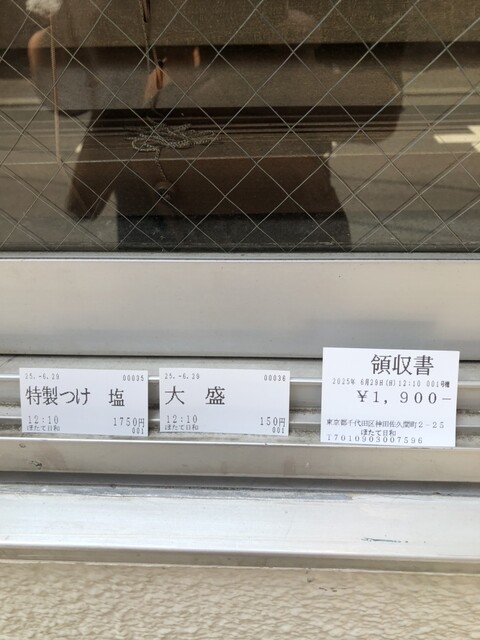 25.-6.29 00035
特製つけ 塩
12:10 1750円
ほたて日和 001
25.-6.29 00036
大 盛
12:10 150円
ほたて日和 001
領収書
2025年 6月29日(日)12:10 001号機
¥1,900-
東京都千代田区神田佐久間町2-25
ほたて日和
T7010903007596